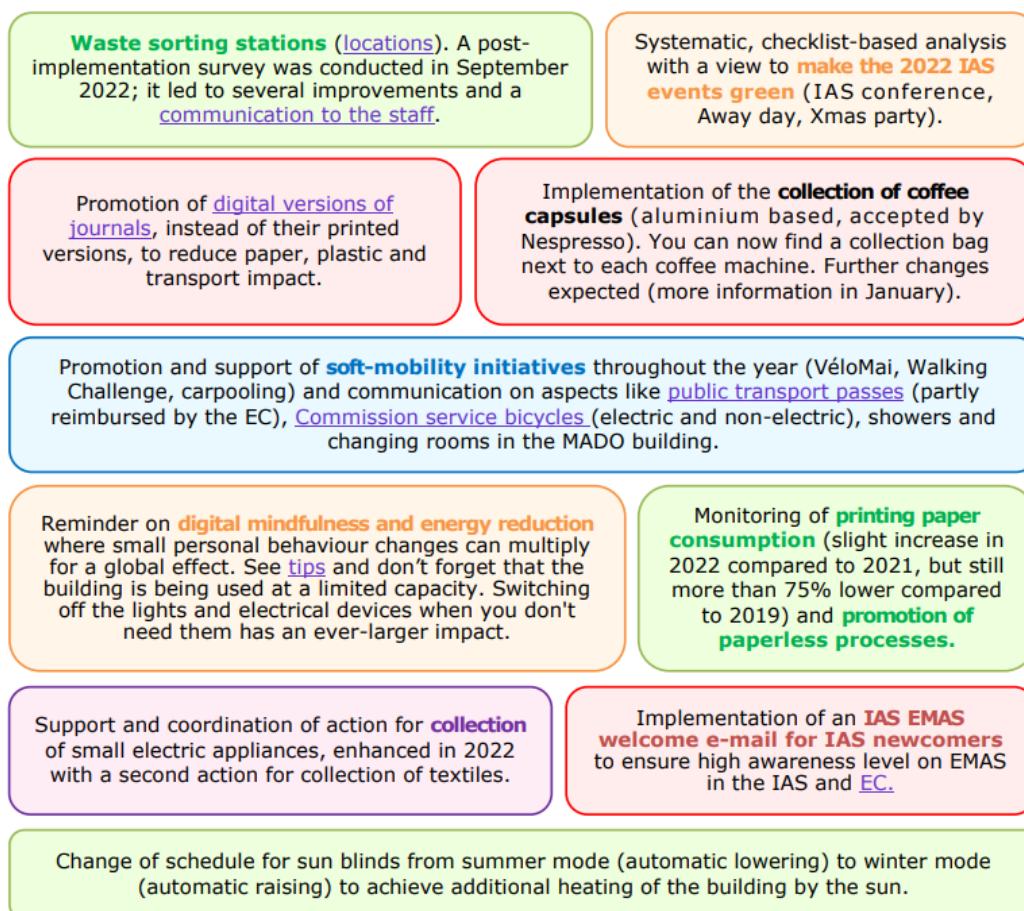 Waste sorting stations (locations). A post-
implementation survey was conducted in September
2022; it led to several improvements and a
communication to the staff.
Systematic, checklist-based analysis
with a view to make the 2022 IAS
events green (IAS conference,
Away day, Xmas party).
Promotion of digital versions of
journals, instead of their printed
versions, to reduce paper, plastic and
transport impact.
Implementation of the collection of coffee
capsules (aluminium based, accepted by
Nespresso). You can now find a collection bag
next to each coffee machine. Further changes
expected (more information in January).
Promotion and support of soft-mobility initiatives throughout the year (VéloMai, Walking
Challenge, carpooling) and communication on aspects like public transport passes (partly
reimbursed by the EC), Commission service bicycles (electric and non-electric), showers and
changing rooms in the MADO building.
Reminder on digital mindfulness and energy reduction
where small personal behaviour changes can multiply
for a global effect. See tips and don’t forget that the
building is being used at a limited capacity. Switching
off the lights and electrical devices when you don't
need them has an ever-larger impact.
Monitoring of printing paper
consumption (slight increase in
2022 compared to 2021, but still
more than 75% lower compared
to 2019) and promotion of
paperless processes.
Support and coordination of action for collection
of small electric appliances, enhanced in 2022
with a second action for collection of textiles.
Implementation of an IAS EMAS
welcome e-mail for IAS newcomers
to ensure high awareness level on EMAS
in the IAS and EC.
Change of schedule for sun blinds from summer mode (automatic lowering) to winter mode
(automatic raising) to achieve additional heating of the building by the sun.